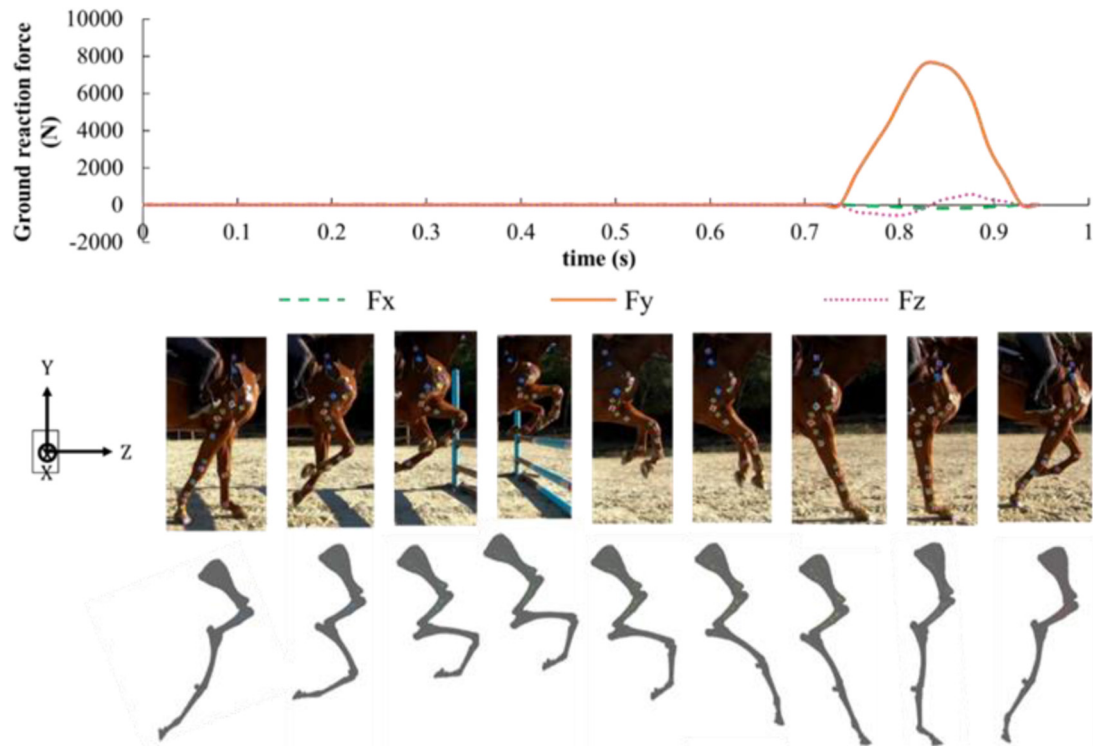 10000
8000
6000
4000
2000
0
-2000
Ground reaction force
(N)
0 0.1 0.2 0.3 0.4 0.5 0.6 0.7 0.8 0.9 1
time (s)
Fx Fy Fz
Y
Z
X